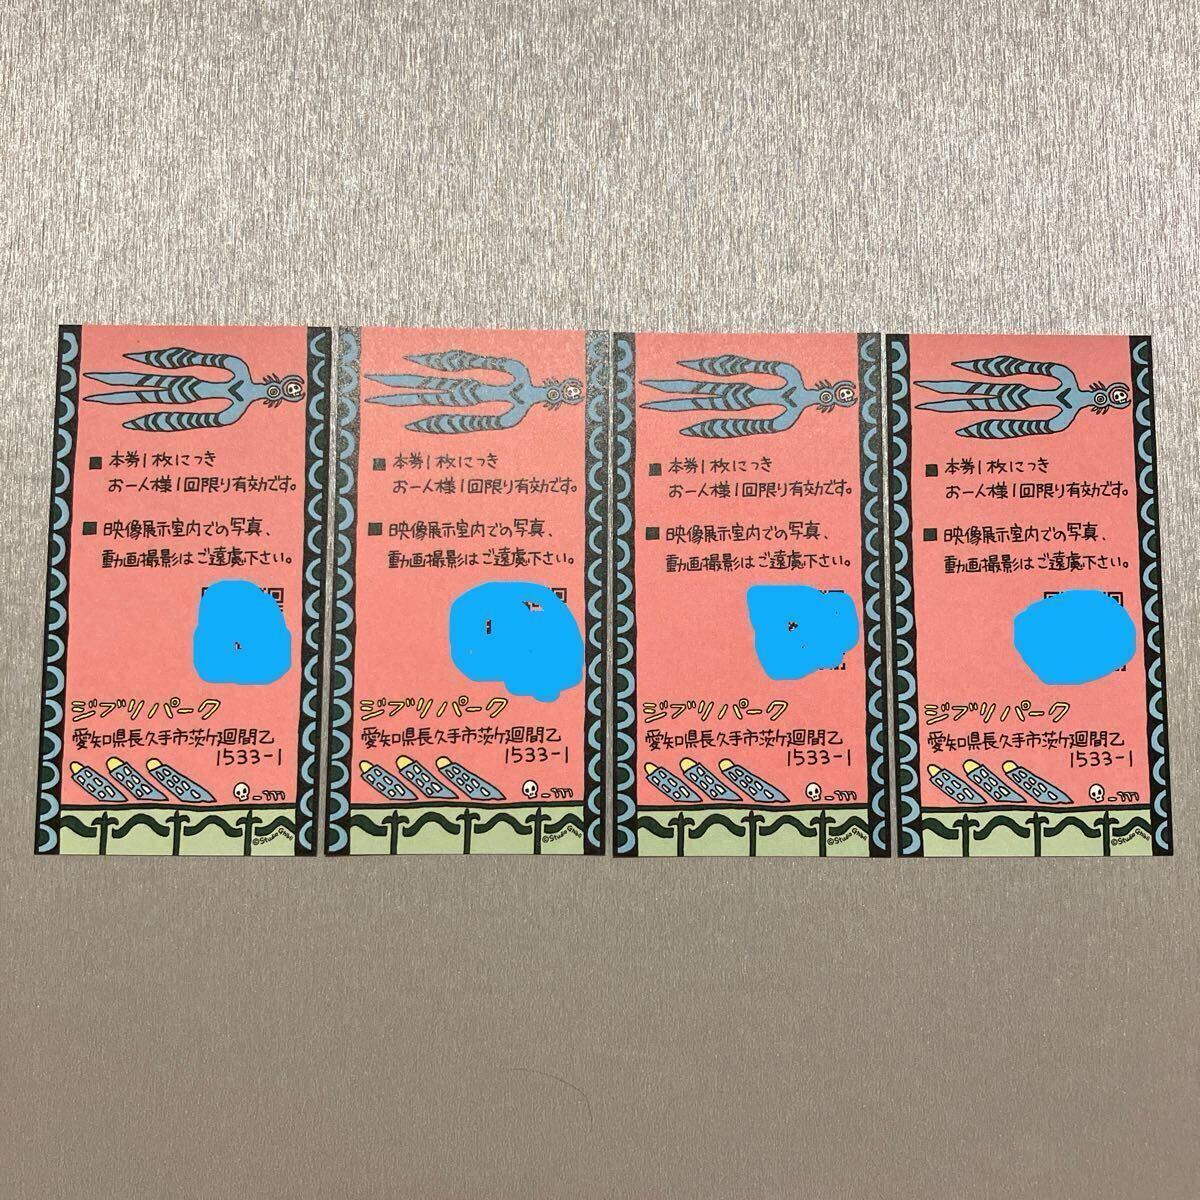 ■ 本券1枚につき
お一人様1回限り有効です。
■ 映像展示室内での写真、
動画撮影はご遠慮下さい。
ジブリパーク
愛知県長久手市茨ケ廻間乙
1533-1
©Studio Ghibli
■ 本券1枚につき
お一人様1回限り有効です。
■ 映像展示室内での写真、
動画撮影はご遠慮下さい。
ジブリパーク
愛知県長久手市茨ケ廻間乙
1533-1
©Studio Ghibli
■ 本券1枚につき
お一人様1回限り有効です。
■ 映像展示室内での写真、
動画撮影はご遠慮下さい。
ジブリパーク
愛知県長久手市茨ケ廻間乙
1533-1
©Studio Ghibli
■ 本券1枚につき
お一人様1回限り有効です。
■ 映像展示室内での写真、
動画撮影はご遠慮下さい。
ジブリパーク
愛知県長久手市茨ケ廻間乙
1533-1
©Studio Ghibli